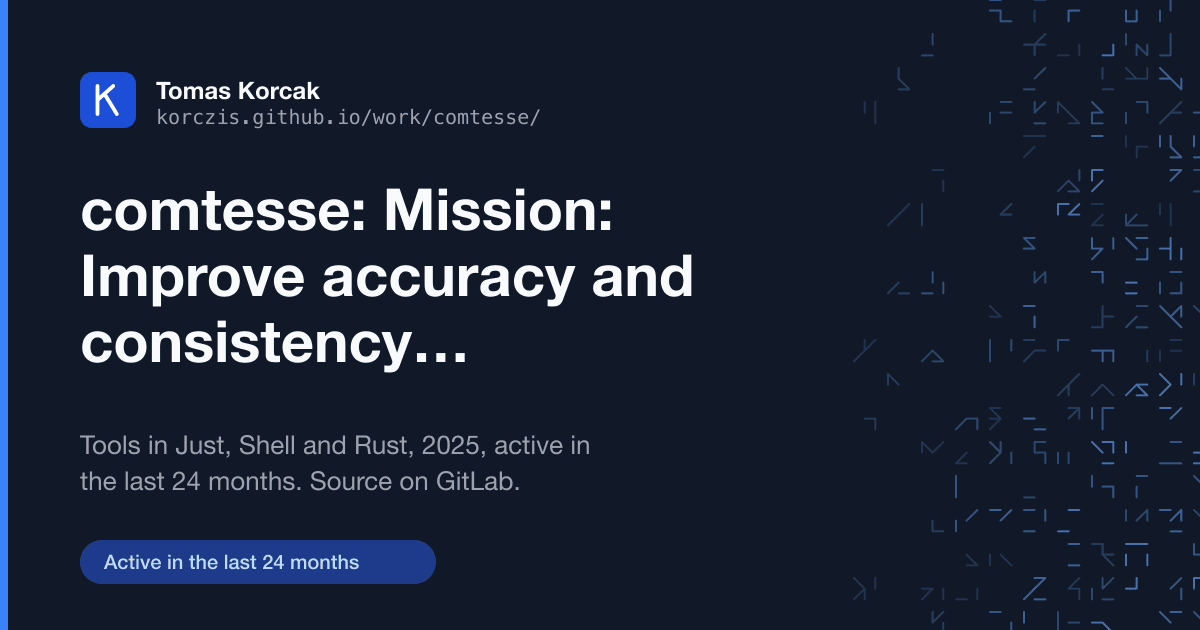 K
Tomas Korcak
korczis.github.io/work/comtesse/
comtesse: Mission:
Improve accuracy and
consistency…
Tools in Just, Shell and Rust, 2025, active in
the last 24 months. Source on GitLab.
Active in the last 24 months